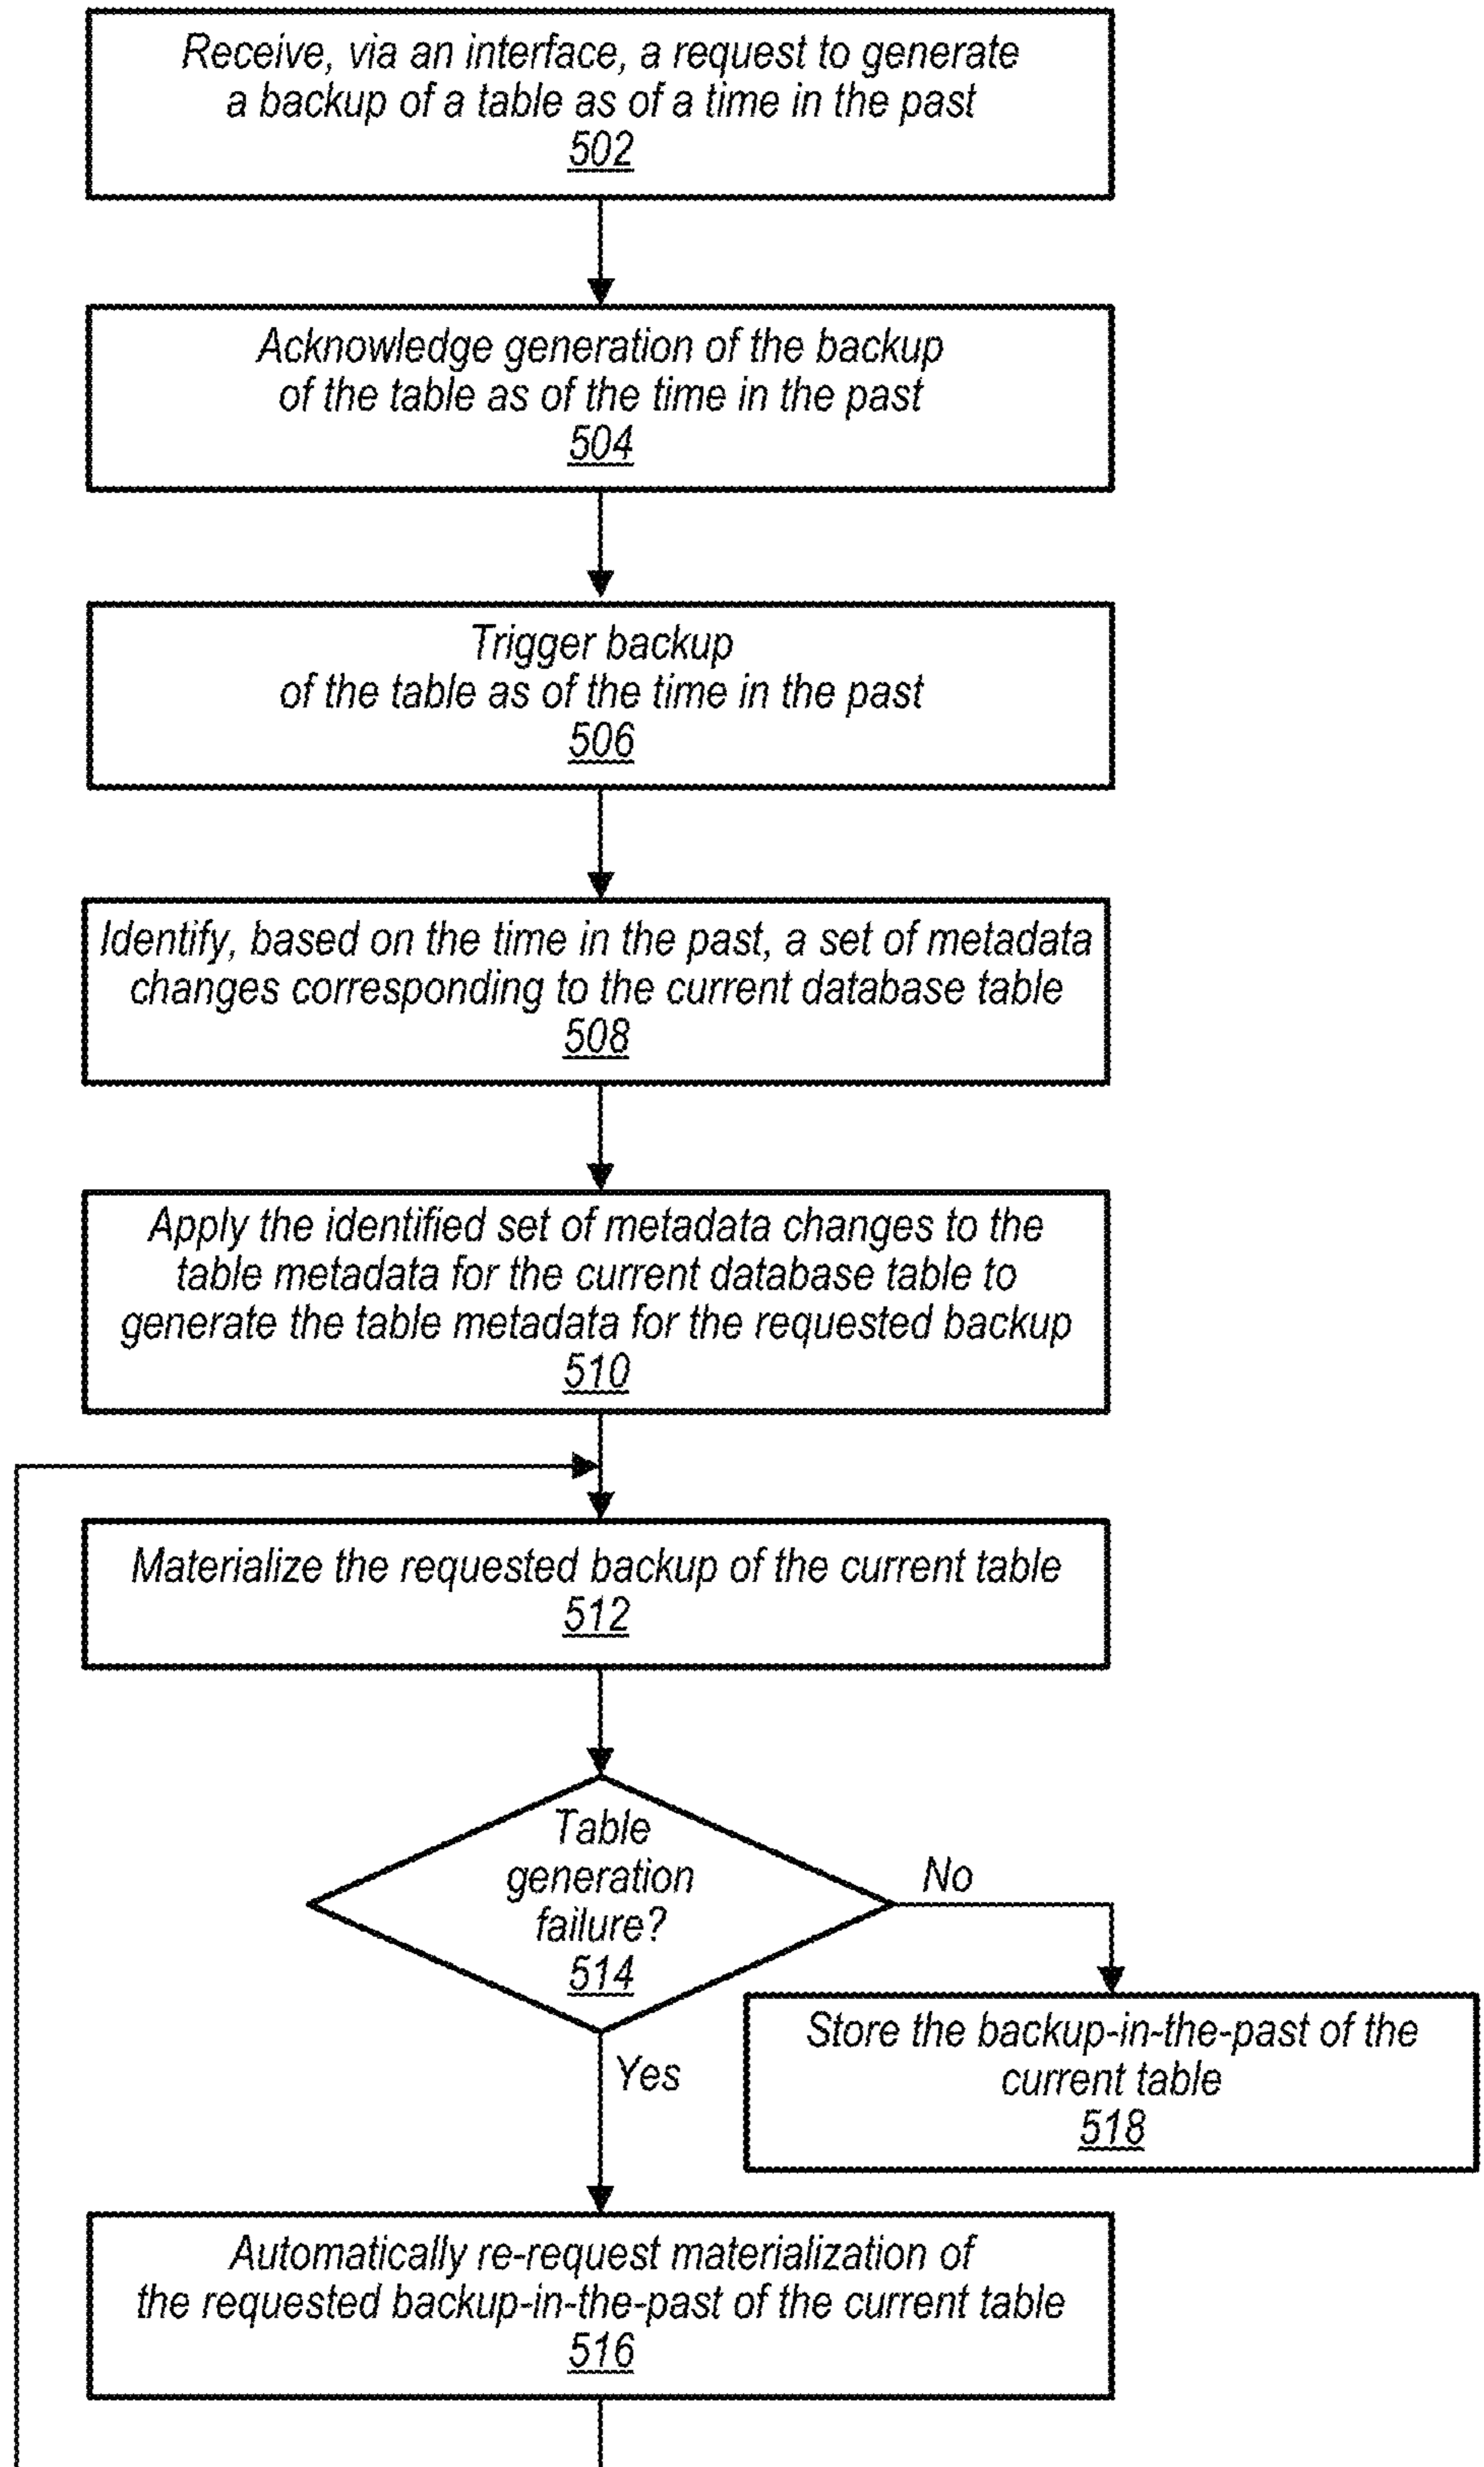 Receive, via an interface, a request to generate
a backup of a table as of a time in the past
502
Acknowledge generation of the backup
of the table as of the time in the past
504
Trigger backup
of the table as of the time in the past
506
Identify, based on the time in the past, a set of metadata
changes corresponding to the current database table
508
Apply the identified set of metadata changes to the
table metadata for the current database table to
generate the table metadata for the requested backup
510
Materialize the requested backup of the current table
512
Table
generation
failure?
514
No
Yes
Store the backup-in-the-past of the
current table
518
Automatically re-request materialization of
the requested backup-in-the-past of the current table
516